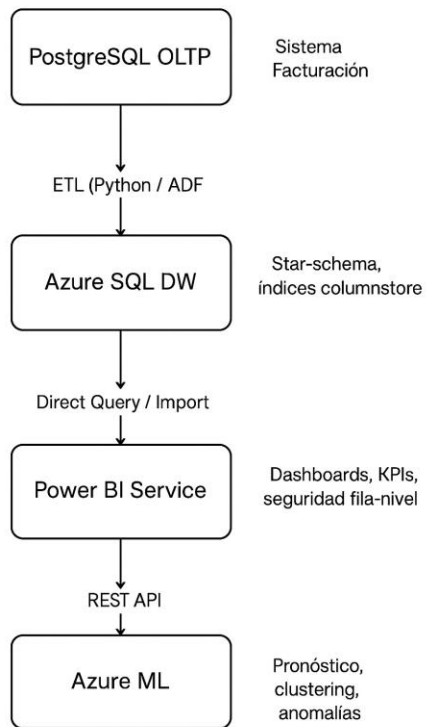 PostgreSQL OLTP
Sistema
Facturación
ETL (Python / ADF
Azure SQL DW
Star-schema,
índices columnstore
Direct Query / Import
Power BI Service
Dashboards, KPIs,
seguridad fila-nivel
REST API
Azure ML
Pronóstico,
clustering,
anomalías